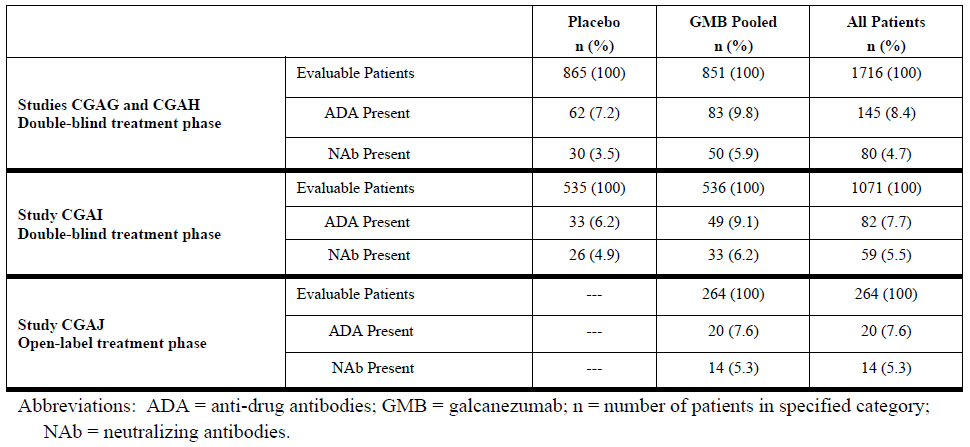 Placebo GMB Pooled All Patients
n (%) n (%) n (%)
Studies CGAG and CGAH
Double-blind treatment phase
Evaluable Patients 865 (100) 851 (100) 1716 (100)
ADA Present 62 (7.2) 83 (9.8) 145 (8.4)
NAb Present 30 (3.5) 50 (5.9) 80 (4.7)
Study CGAI
Double-blind treatment phase
Evaluable Patients 535 (100) 536 (100) 1071 (100)
ADA Present 33 (6.2) 49 (9.1) 82 (7.7)
NAb Present 26 (4.9) 33 (6.2) 59 (5.5)
Study CGAJ
Open-label treatment phase
Evaluable Patients --- 264 (100) 264 (100)
ADA Present --- 20 (7.6) 20 (7.6)
NAb Present --- 14 (5.3) 14 (5.3)
Abbreviations: ADA = anti-drug antibodies; GMB = galcanezumab; n = number of patients in specified category;
NAb = neutralizing antibodies.